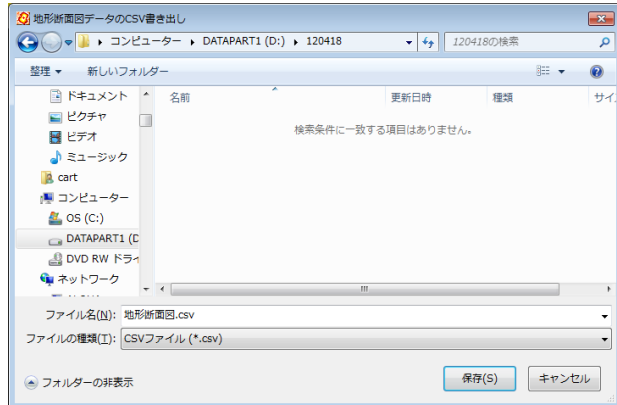 地形断面図データのCSV書き出し
コンピューター DATAPART1 (D:) 120418
120418の検索
整理 新しいフォルダー
名前 更新日時 種類 サイ
検索条件に一致する項目はありません。
ドキュメント
ピクチャ
ビデオ
ミュージック
cart
コンピューター
OS (C:)
DATAPART1 (D
DVD RW ドライ
ネットワーク
ファイル名(N): 地形断面図.csv
ファイルの種類(T): CSVファイル (*.csv)
フォルダーの非表示
保存(S) キャンセル